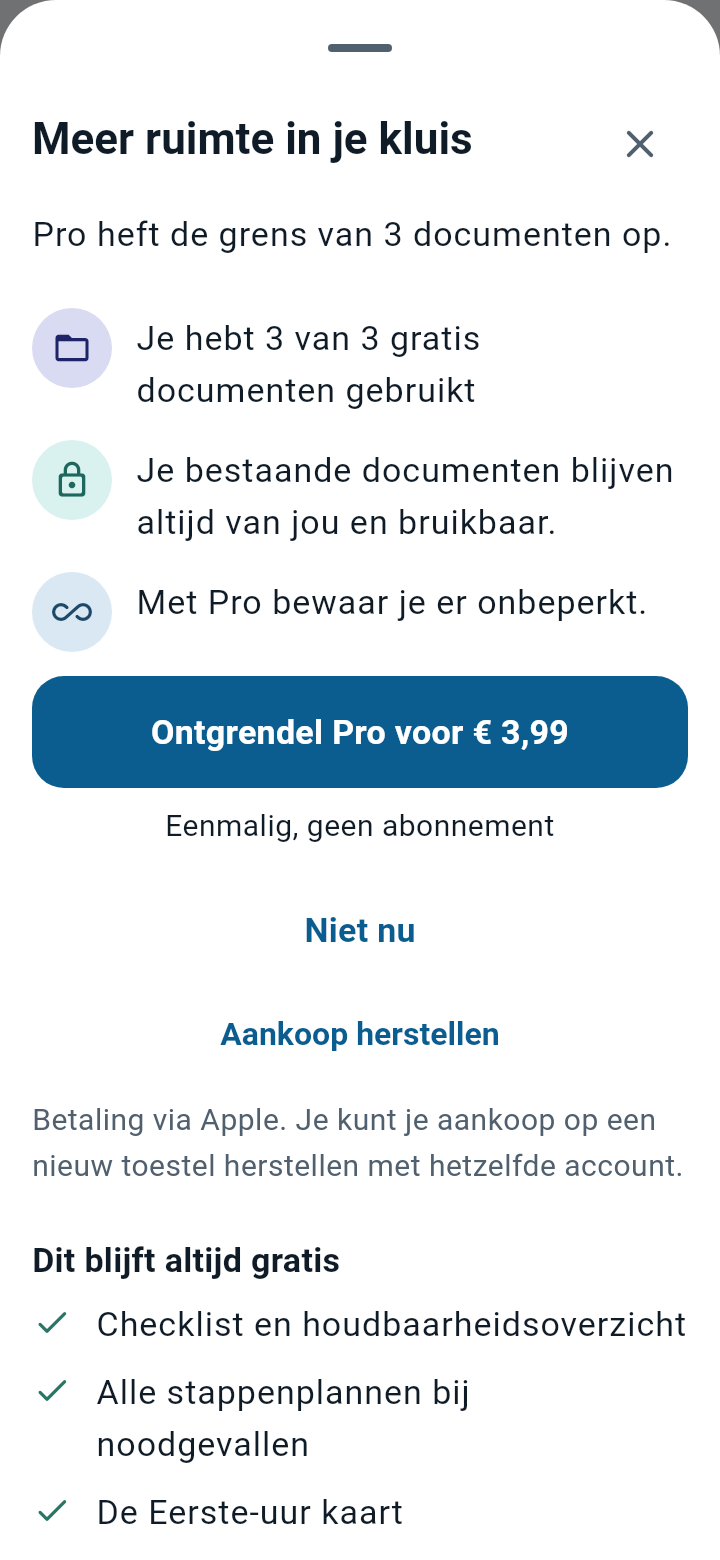 Meer ruimte in je kluis
Pro heft de grens van 3 documenten op.
Je hebt 3 van 3 gratis
documenten gebruikt
Je bestaande documenten blijven
altijd van jou en bruikbaar.
Met Pro bewaar je er onbeperkt.
Ontgrendel Pro voor € 3,99
Eenmalig, geen abonnement
Niet nu
Aankoop herstellen
Betaling via Apple. Je kunt je aankoop op een
nieuw toestel herstellen met hetzelfde account.
Dit blijft altijd gratis
Checklist en houdbaarheidsoverzicht
Alle stappenplannen bij
noodgevallen
De Eerste-uur kaart